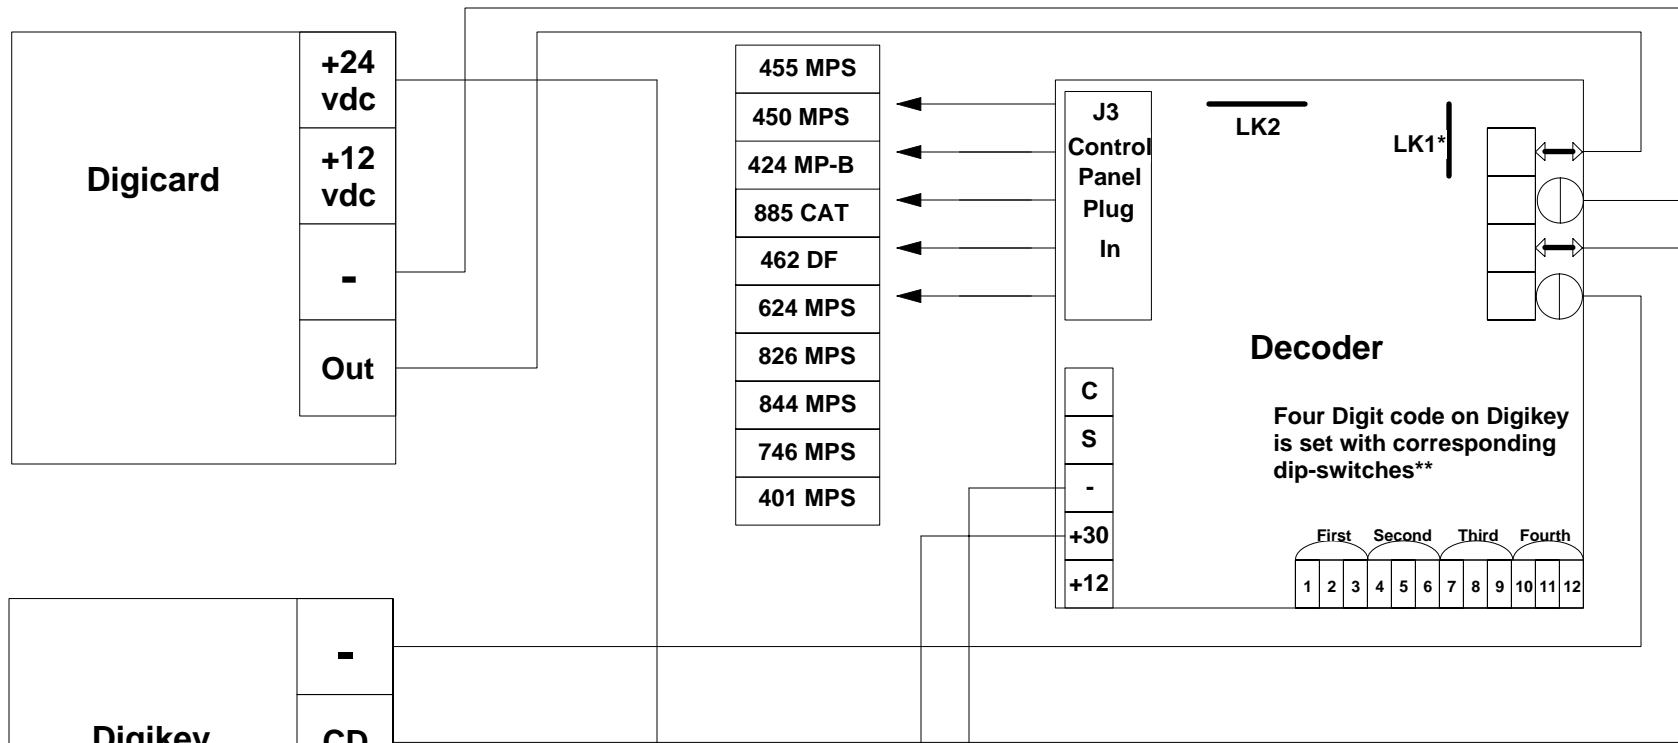 Digicard
+24
vdc
+12
vdc
-
Out
455 MPS
450 MPS
424 MP-B
885 CAT
462 DF
624 MPS
826 MPS
844 MPS
746 MPS
401 MPS
J3
Control
Panel
Plug
In
LK2
LK1*
Decoder
C
S
-
+30
+12
Four Digit code on Digikey
is set with corresponding
dip-switches**
First Second Third Fourth
1 2 3 4 5 6 7 8 9 10 11 12
Digikey
-
CD